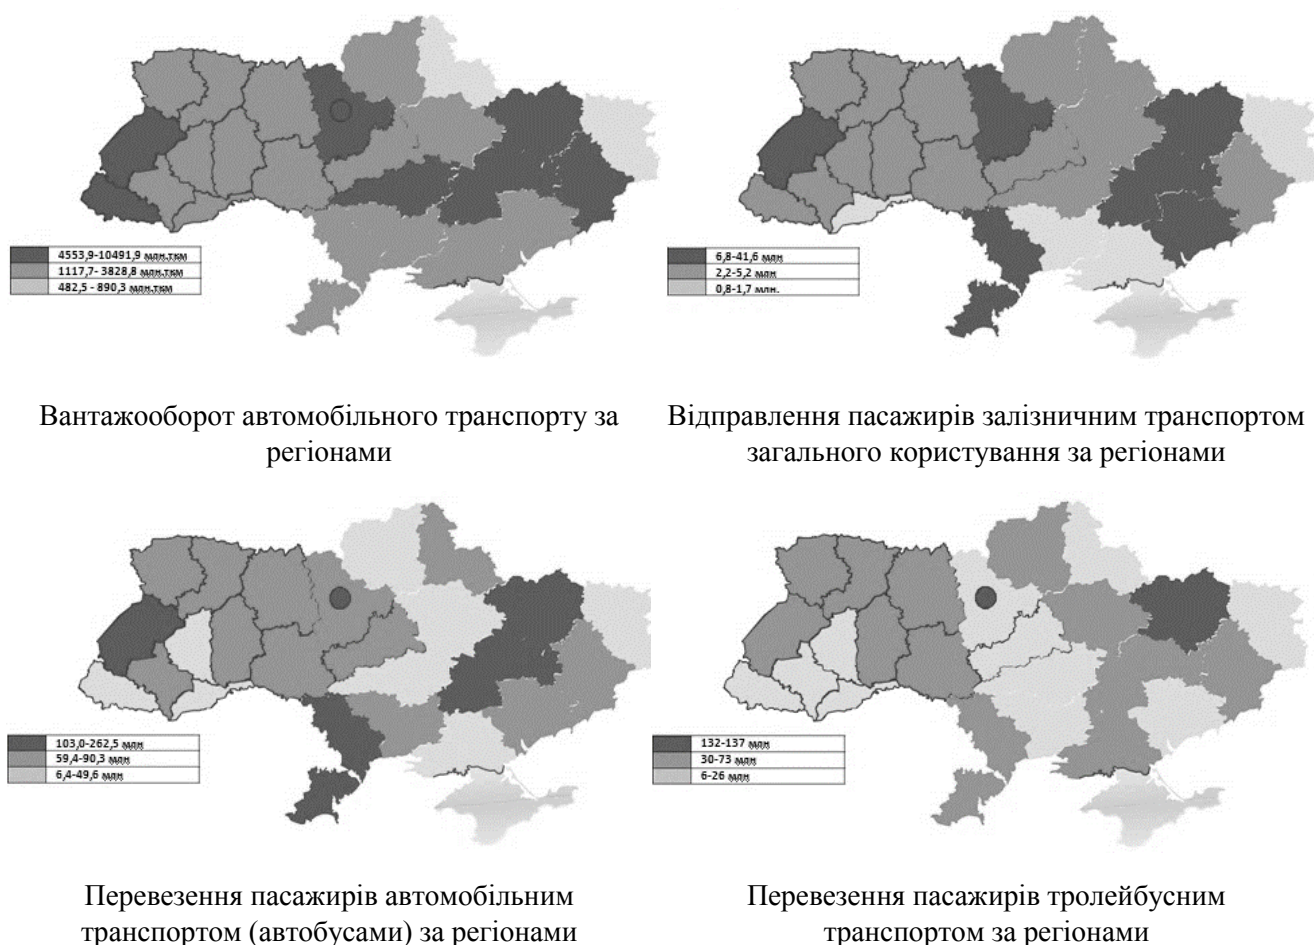 4553,9-10491,9 млн.ткм
1117,7- 3828,8 млн.ткм
482,5 - 890,3 млн.ткм
6,8-41,6 млн
2,2-5,2 млн
0,8-1,7 млн.
Вантажооборот автомобільного транспорту за
регіонами
Відправлення пасажирів залізничним транспортом
загального користування за регіонами
103,0-262,5 млн
59,4-90,3 млн
6,4-49,6 млн
132-137 млн
30-73 млн
6-26 млн
Перевезення пасажирів автомобільним
транспортом (автобусами) за регіонами
Перевезення пасажирів тролейбусним
транспортом за регіонами